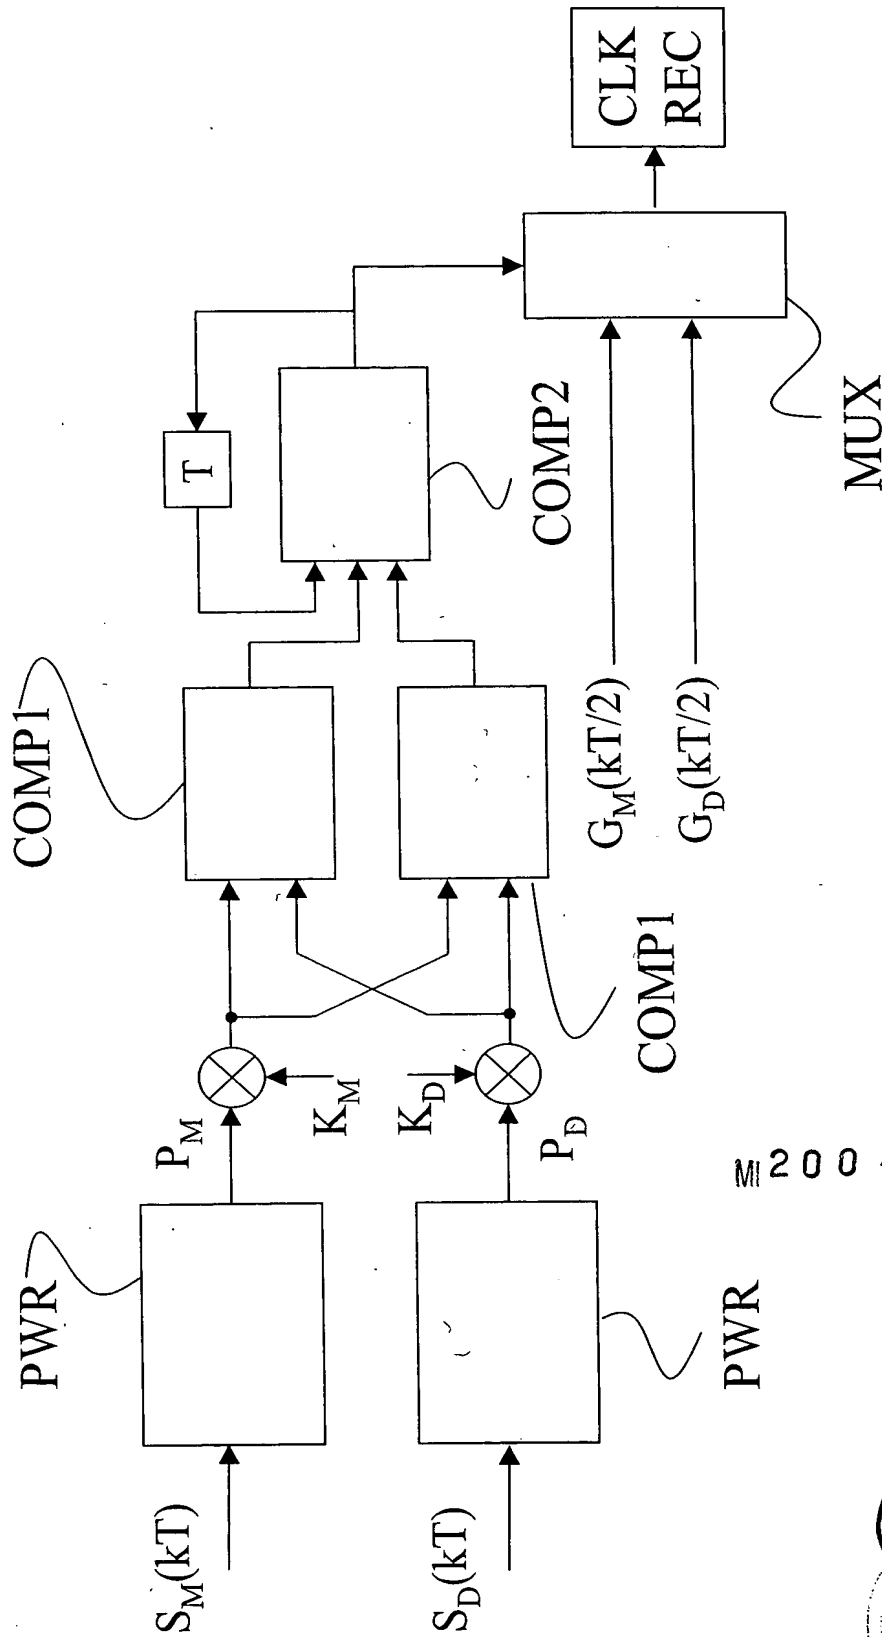 S_M(kT)
S_D(kT)
PWR
PWR
P_M
P_D
K_M
K_D
COMP1
COMP1
T
COMP2
G_M(kT/2)
G_D(kT/2)
MUX
CLK
REC
MI 200